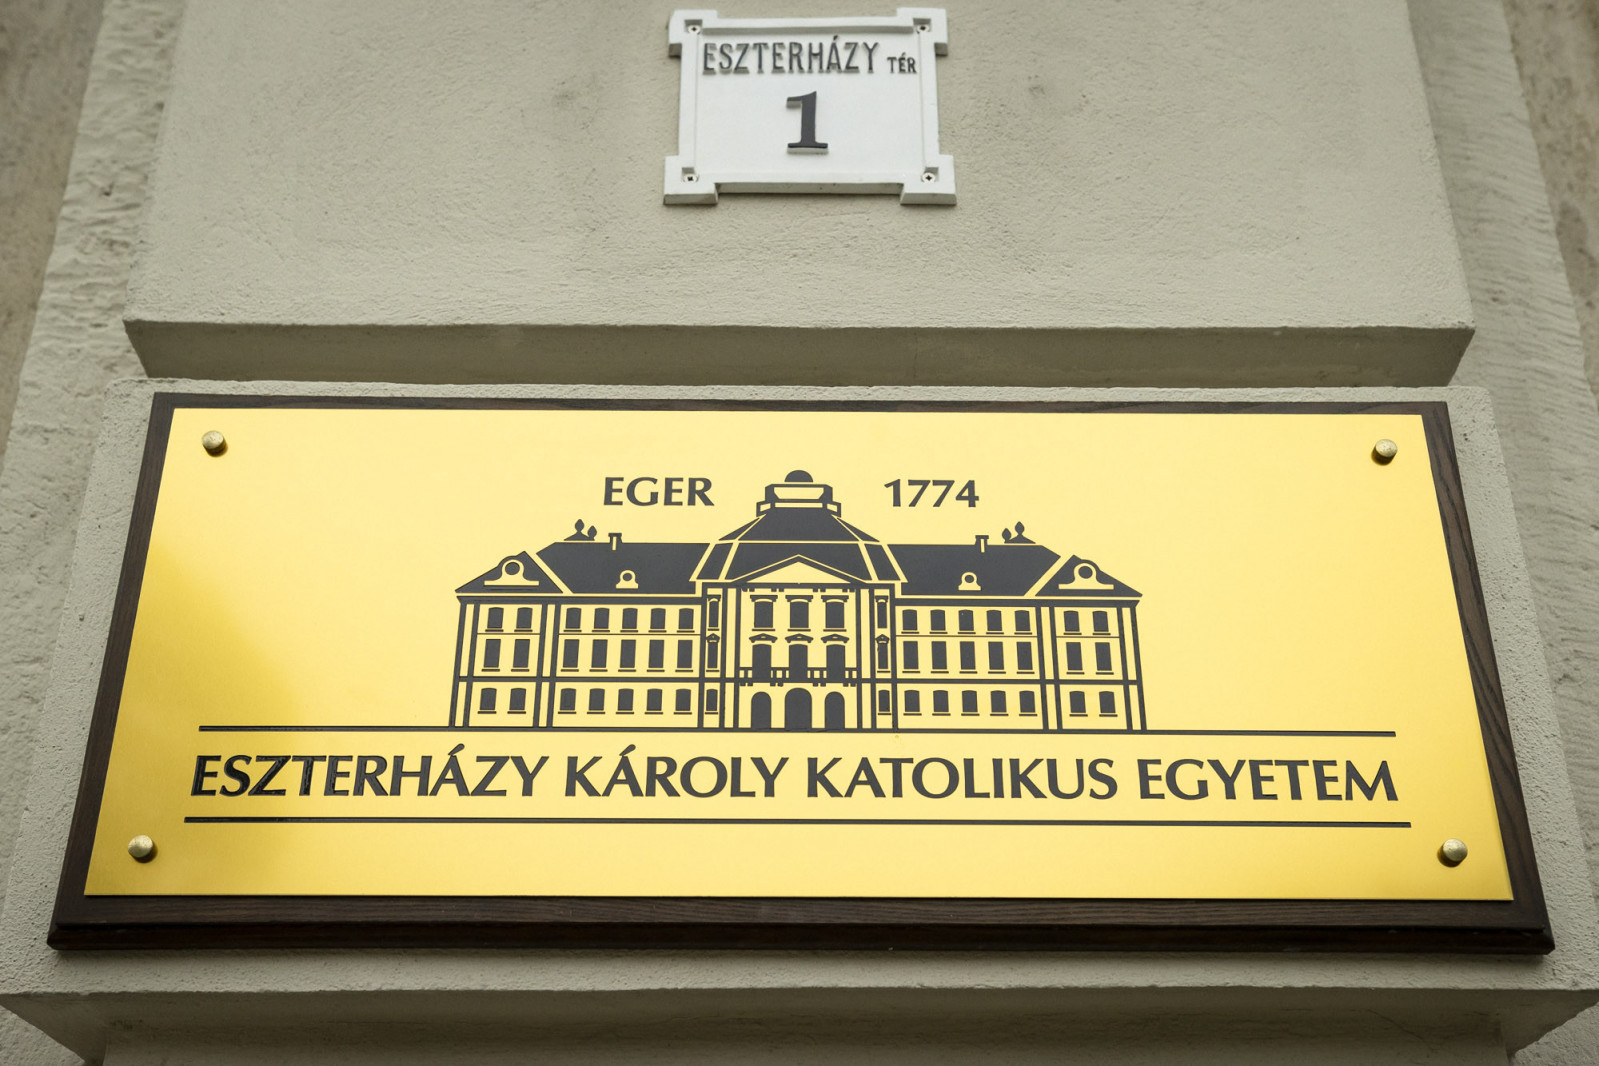 ESZTERHÁZY TÉR
1
EGER 1774
ESZTERHÁZY KÁROLY KATOLIKUS EGYETEM